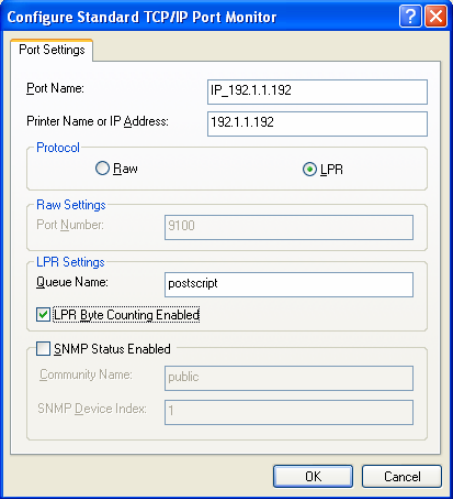 Configure Standard TCP/IP Port Monitor
Port Settings
Port Name: IP_192.1.1.192
Printer Name or IP Address: 192.1.1.192
Protocol
Raw LPR
Raw Settings
Port Number: 9100
LPR Settings
Queue Name: postscript
LPR Byte Counting Enabled
SNMP Status Enabled
Community Name: public
SNMP Device Index: 1
OK Cancel